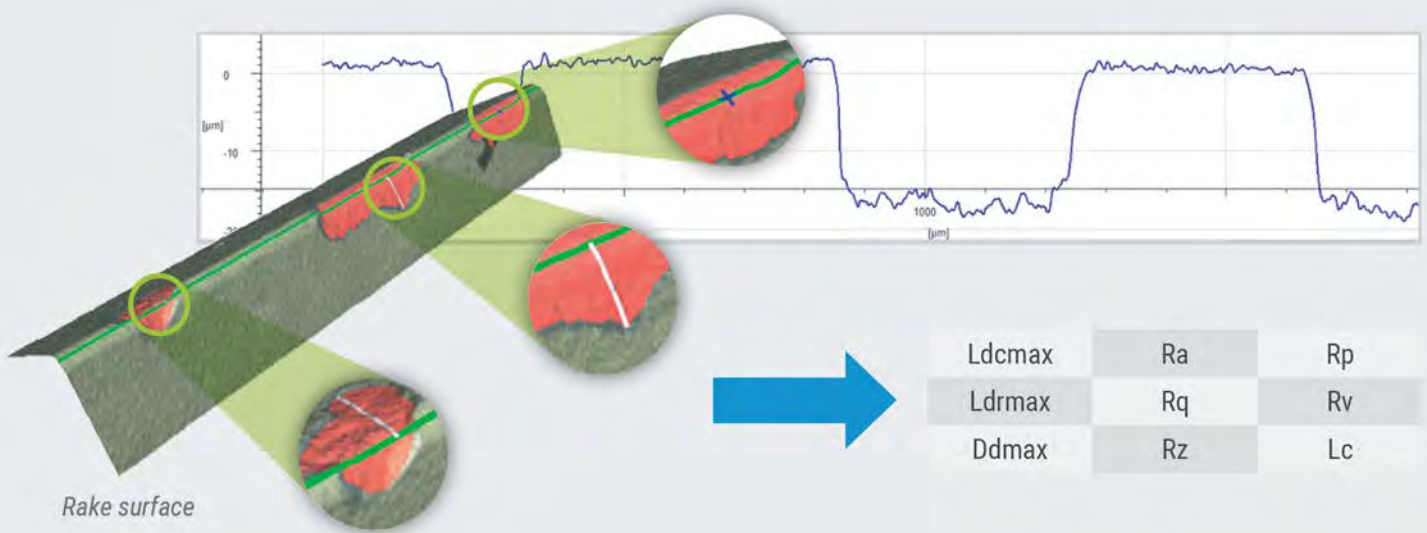 0
[µm]
-10
1000
[µm]
Ldcmax Ra Rp
Ldrmax Rq Rv
Ddmax Rz Lc
Rake surface